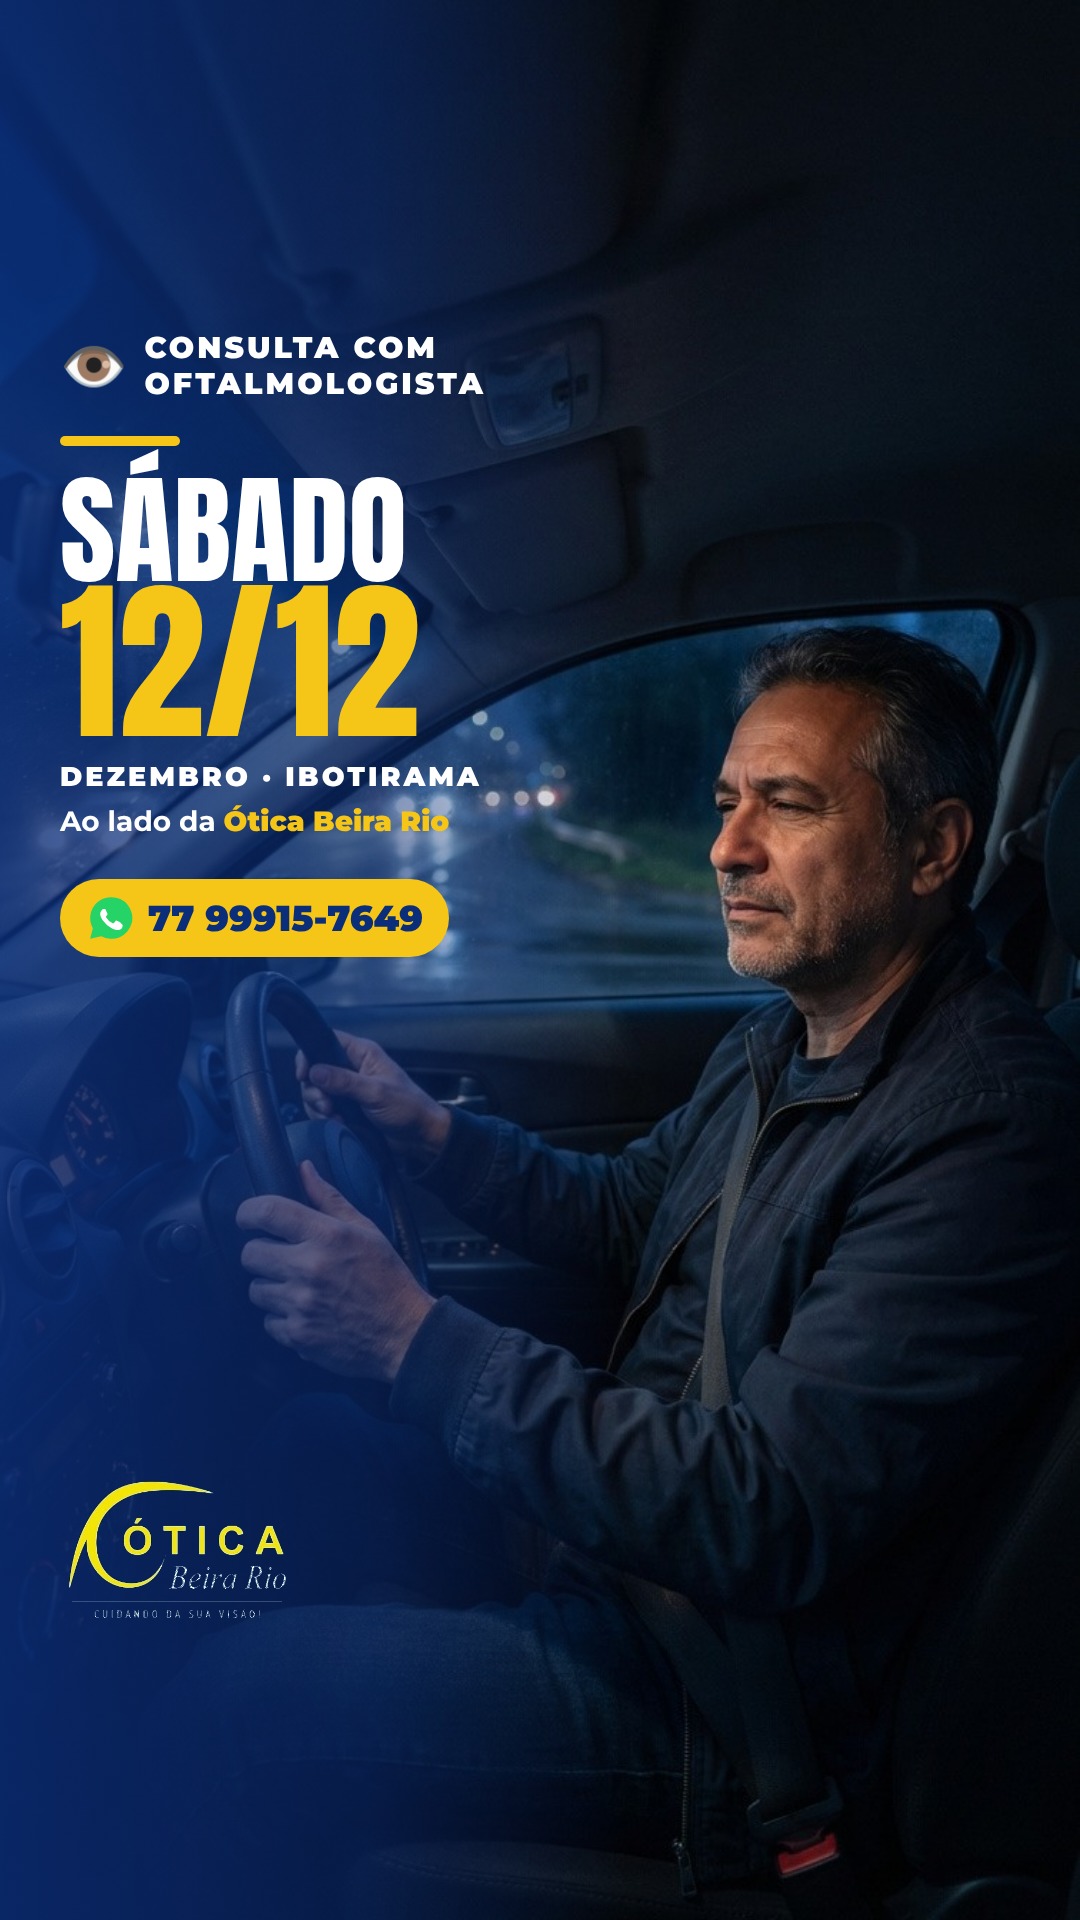 CONSULTA COM
OFTALMOLOGISTA
SÁBADO
12/12
DEZEMBRO • IBOTIRAMA
Ao lado da Ótica Beira Rio
77 99915-7649
ÓTICA
Beira Rio
CUIDANDO DA SUA VISÃO!